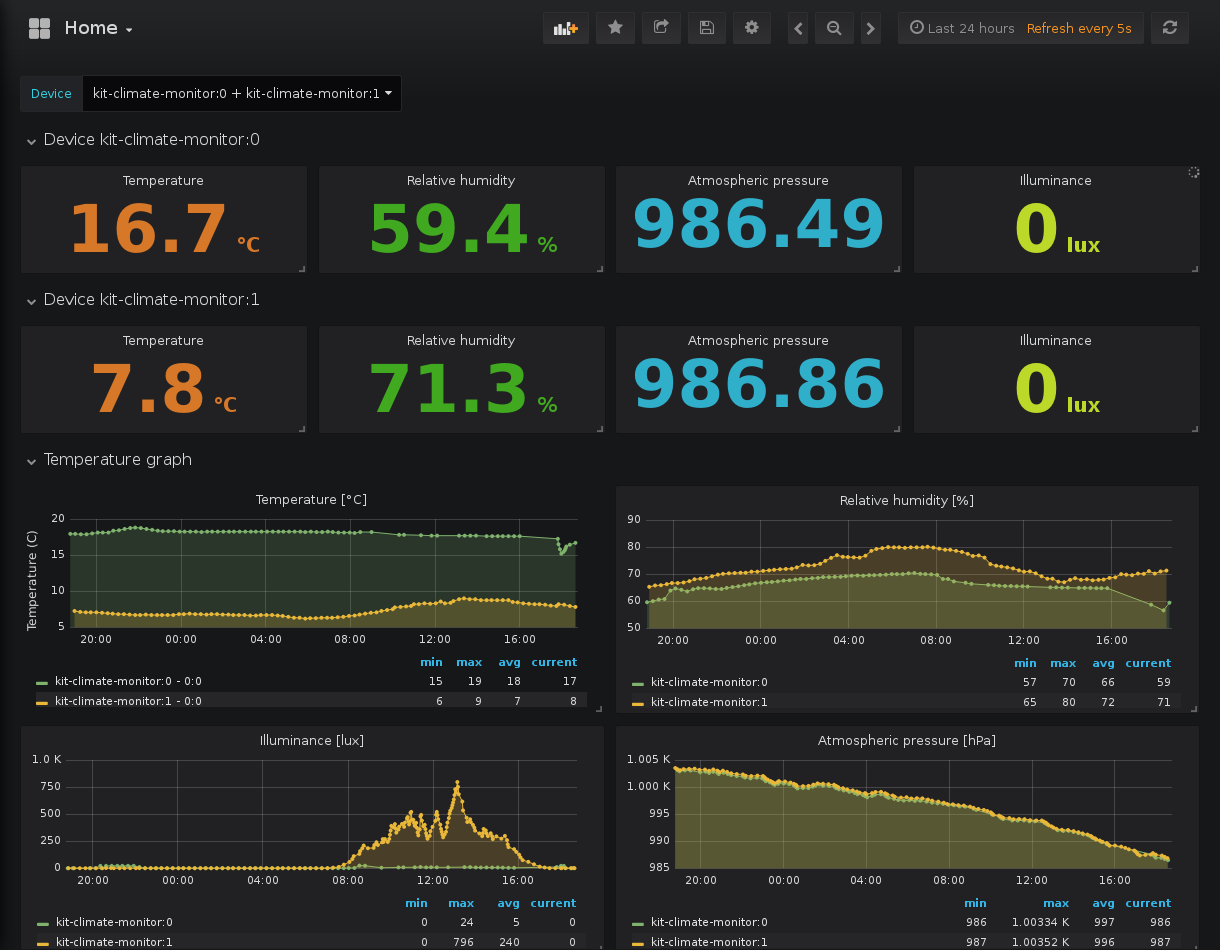 Home
Last 24 hours Refresh every 5s
Device kit-climate-monitor:0 + kit-climate-monitor:1
Device kit-climate-monitor:0
Temperature Relative humidity Atmospheric pressure Illuminance
16.7 °C 59.4 % 986.49 0 lux
Device kit-climate-monitor:1
Temperature Relative humidity Atmospheric pressure Illuminance
7.8 °C 71.3 % 986.86 0 lux
Temperature graph
Temperature [°C]
Temperature (C)
20
15
10
5
20:00 00:00 04:00 08:00 12:00 16:00
min max avg current
kit-climate-monitor:0 - 0:0 15 19 18 17
kit-climate-monitor:1 - 0:0 6 9 7 8
Relative humidity [%]
90
80
70
60
50
20:00 00:00 04:00 08:00 12:00 16:00
min max avg current
kit-climate-monitor:0 57 70 66 59
kit-climate-monitor:1 65 80 72 71
Illuminance [lux]
1.0 K
750
500
250
0
20:00 00:00 04:00 08:00 12:00 16:00
min max avg current
kit-climate-monitor:0 0 24 5 0
kit-climate-monitor:1 0 796 240 0
Atmospheric pressure [hPa]
1.005 K
1.000 K
995
990
985
20:00 00:00 04:00 08:00 12:00 16:00
min max avg current
kit-climate-monitor:0 986 1.00334 K 997 986
kit-climate-monitor:1 987 1.00352 K 996 987